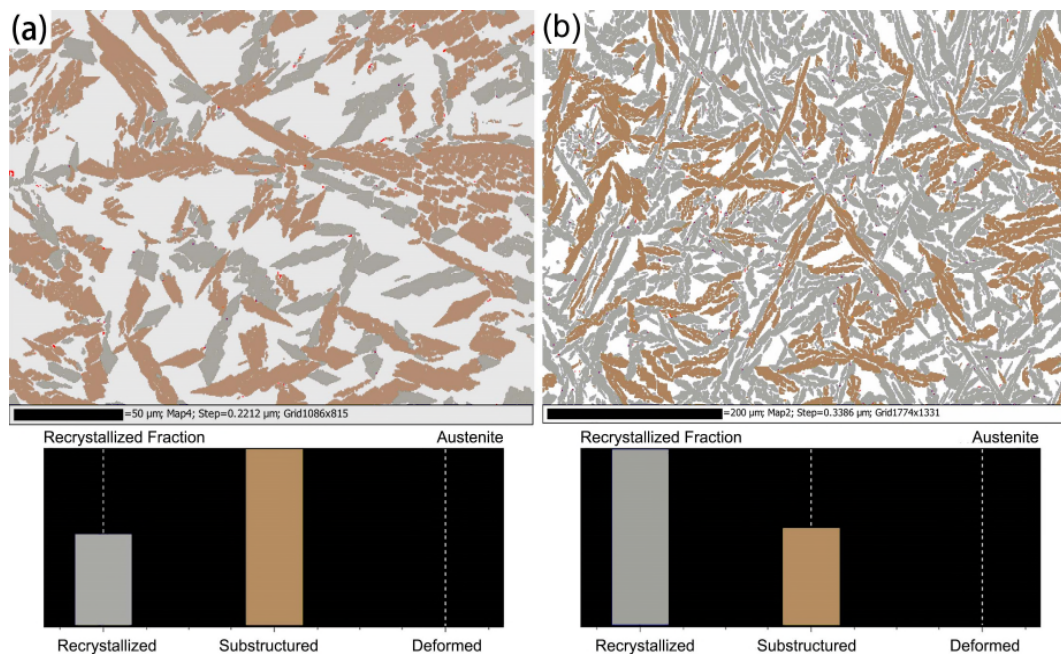 (a)
(b)
=50 µm; Map4; Step=0.2212 µm; Grid1086x815
=200 µm; Map2; Step=0.3386 µm; Grid1774x1331
Recrystallized Fraction Austenite
Recrystallized Fraction Austenite
Recrystallized Substructured Deformed
Recrystallized Substructured Deformed